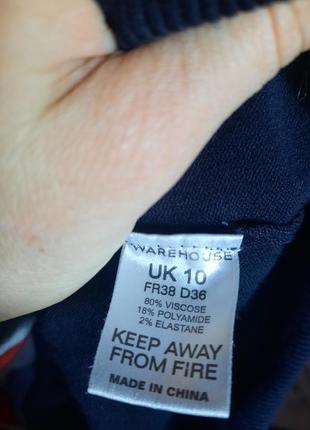 WAREHOUSE
UK 10
FR38 D36
80% VISCOSE
18% POLYAMIDE
2% ELASTANE
KEEP AWAY
FROM FIRE
MADE IN CHINA